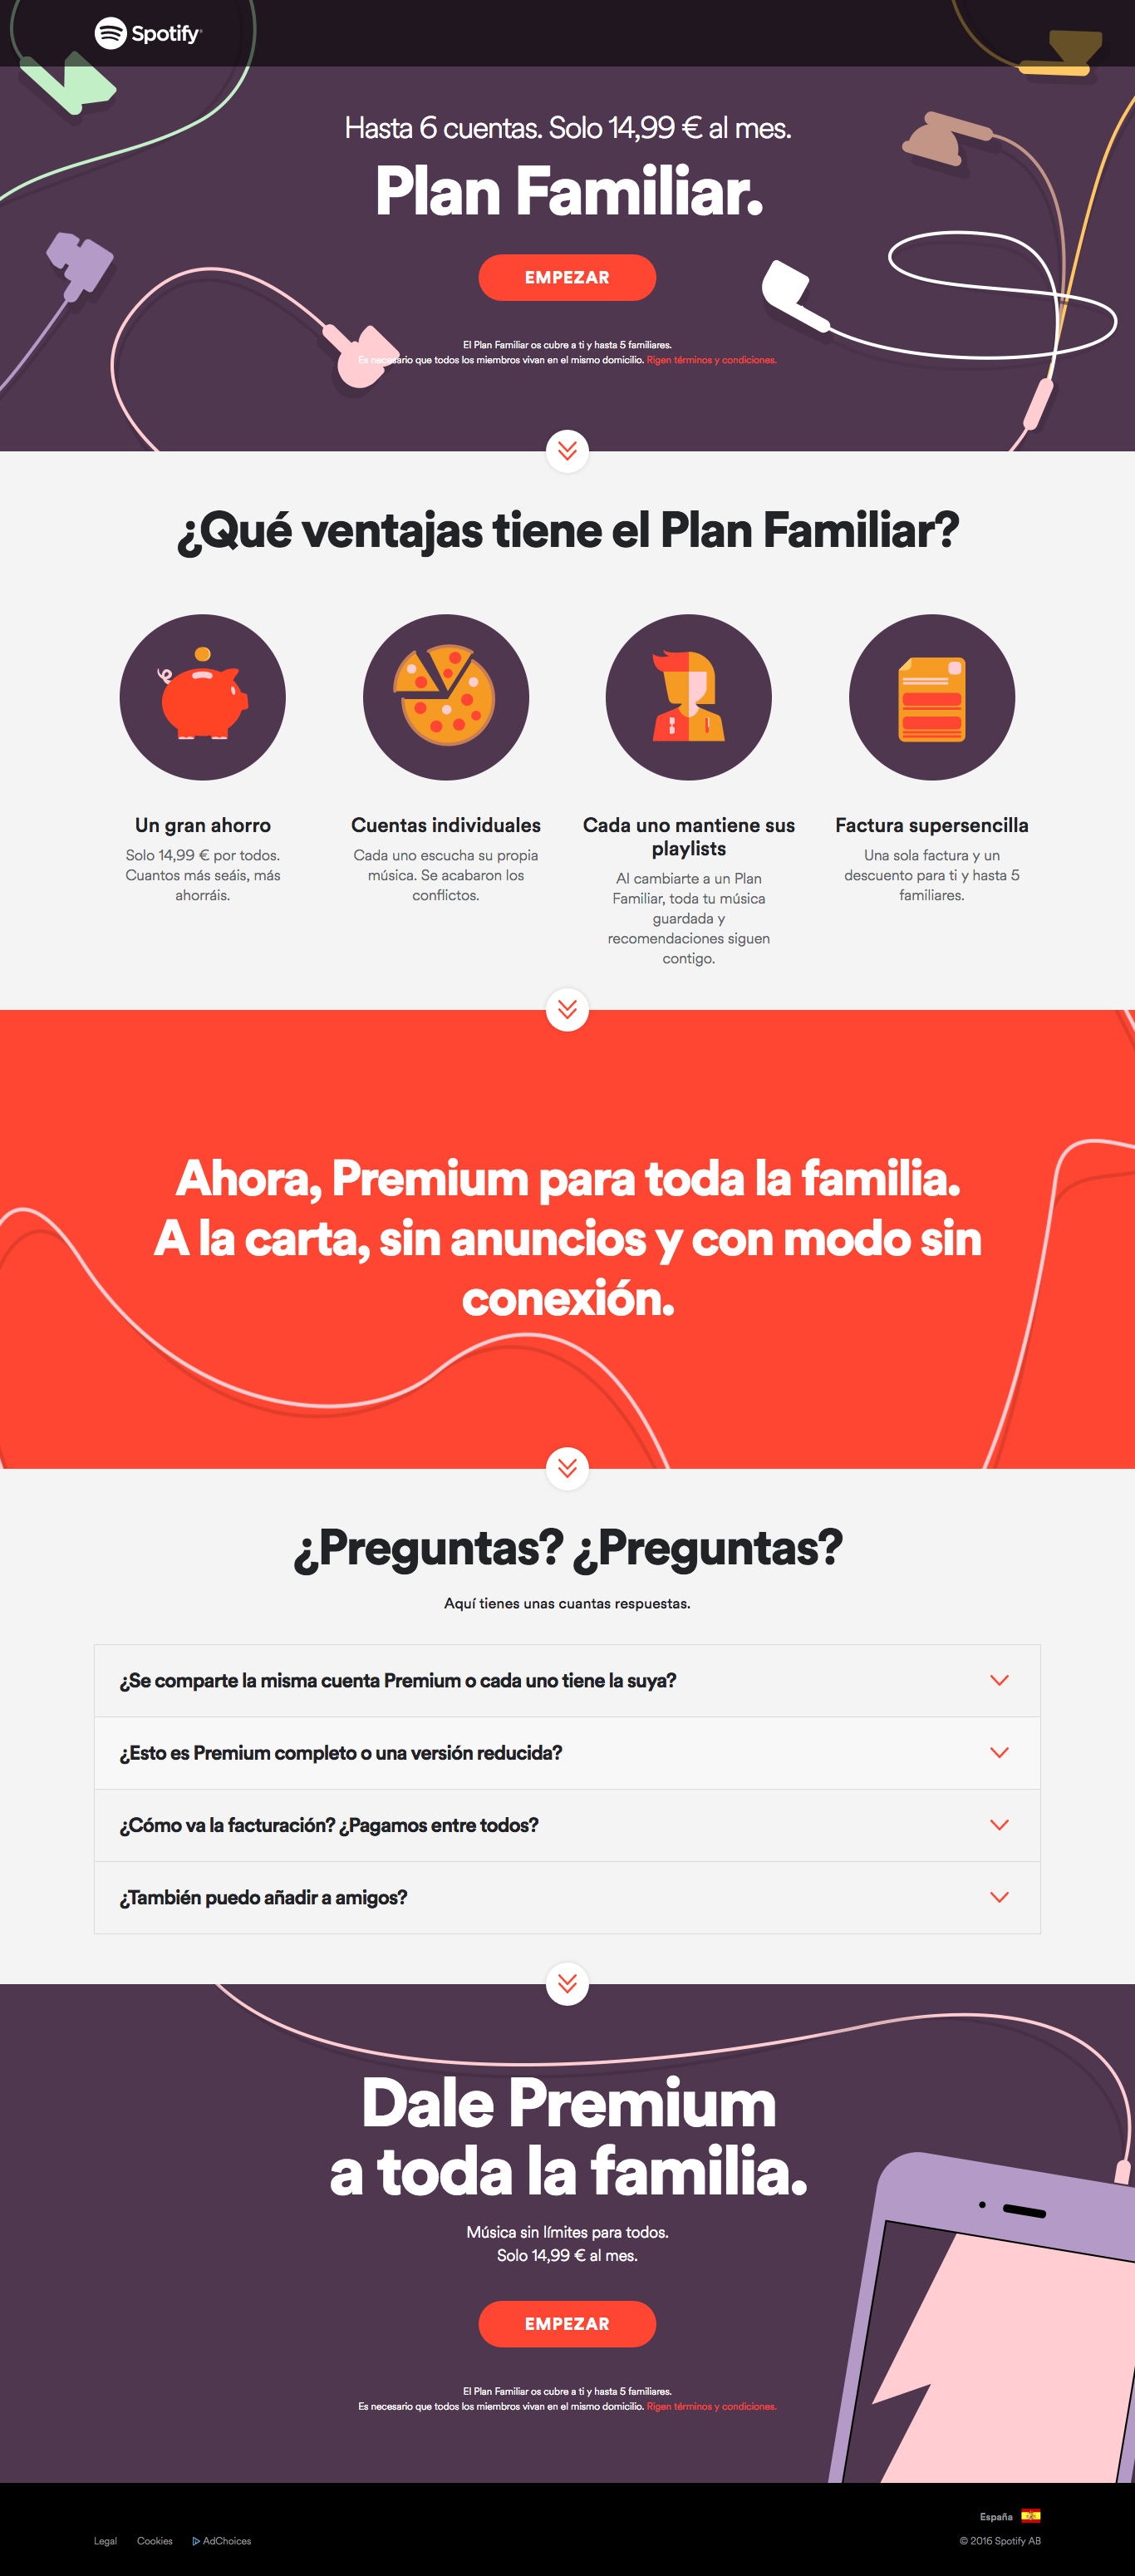 Spotify
Hasta 6 cuentas. Solo 14,99 € al mes.
Plan Familiar.
EMPEZAR
El Plan Familiar os cubre a ti y hasta 5 familiares.
Es necesario que todos los miembros vivan en el mismo domicilio. Rigen términos y condiciones.
¿Qué ventajas tiene el Plan Familiar?
Un gran ahorro
Solo 14,99 € por todos.
Cuantos más seáis, más
ahorráis.
Cuentas individuales
Cada uno escucha su propia
música. Se acabaron los
conflictos.
Cada uno mantiene sus
playlists
Al cambiarte a un Plan
Familiar, toda tu música
guardada y
recomendaciones siguen
contigo.
Factura supersencilla
Una sola factura y un
descuento para ti y hasta 5
familiares.
Ahora, Premium para toda la familia.
A la carta, sin anuncios y con modo sin
conexión.
¿Preguntas? ¿Preguntas?
Aquí tienes unas cuantas respuestas.
¿Se comparte la misma cuenta Premium o cada uno tiene la suya?
¿Esto es Premium completo o una versión reducida?
¿Cómo va la facturación? ¿Pagamos entre todos?
¿También puedo añadir a amigos?
Dale Premium
a toda la familia.
Música sin límites para todos.
Solo 14,99 € al mes.
EMPEZAR
El Plan Familiar os cubre a ti y hasta 5 familiares.
Es necesario que todos los miembros vivan en el mismo domicilio. Rigen términos y condiciones.
España
Legal Cookies AdChoices
© 2016 Spotify AB